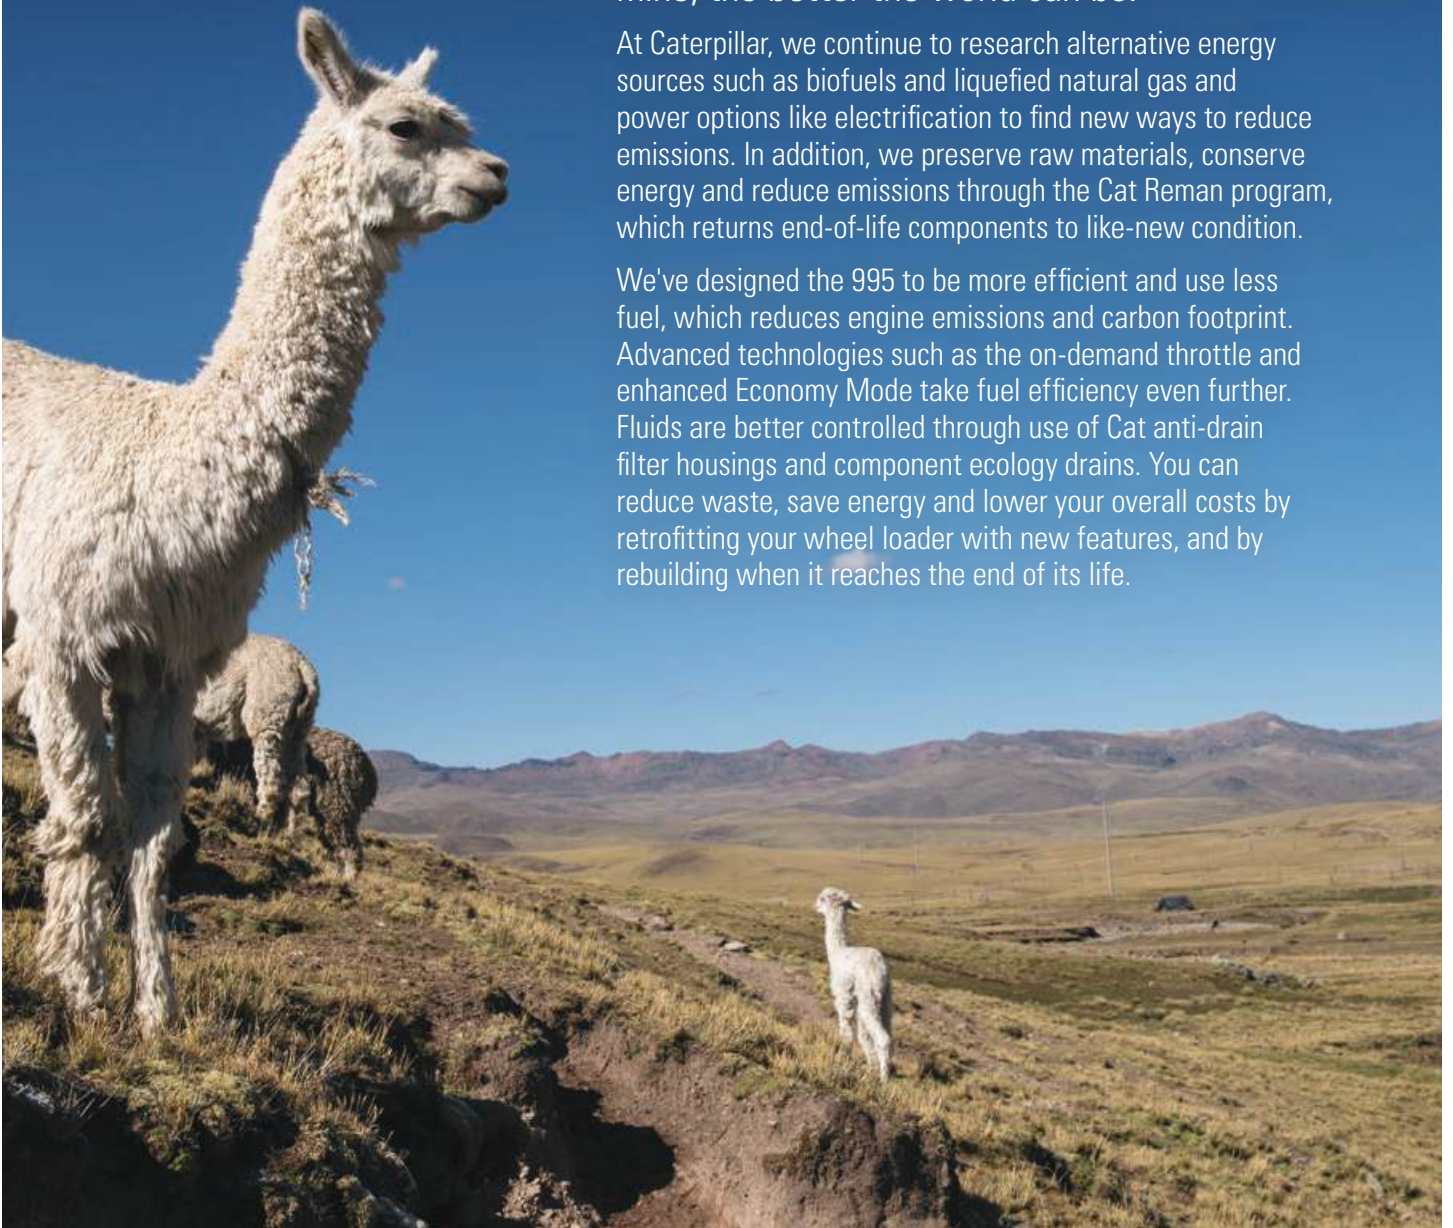 mine, the better the world can be.
At Caterpillar, we continue to research alternative energy
sources such as biofuels and liquefied natural gas and
power options like electrification to find new ways to reduce
emissions. In addition, we preserve raw materials, conserve
energy and reduce emissions through the Cat Reman program,
which returns end-of-life components to like-new condition.
We've designed the 995 to be more efficient and use less
fuel, which reduces engine emissions and carbon footprint.
Advanced technologies such as the on-demand throttle and
enhanced Economy Mode take fuel efficiency even further.
Fluids are better controlled through use of Cat anti-drain
filter housings and component ecology drains. You can
reduce waste, save energy and lower your overall costs by
retrofitting your wheel loader with new features, and by
rebuilding when it reaches the end of its life.